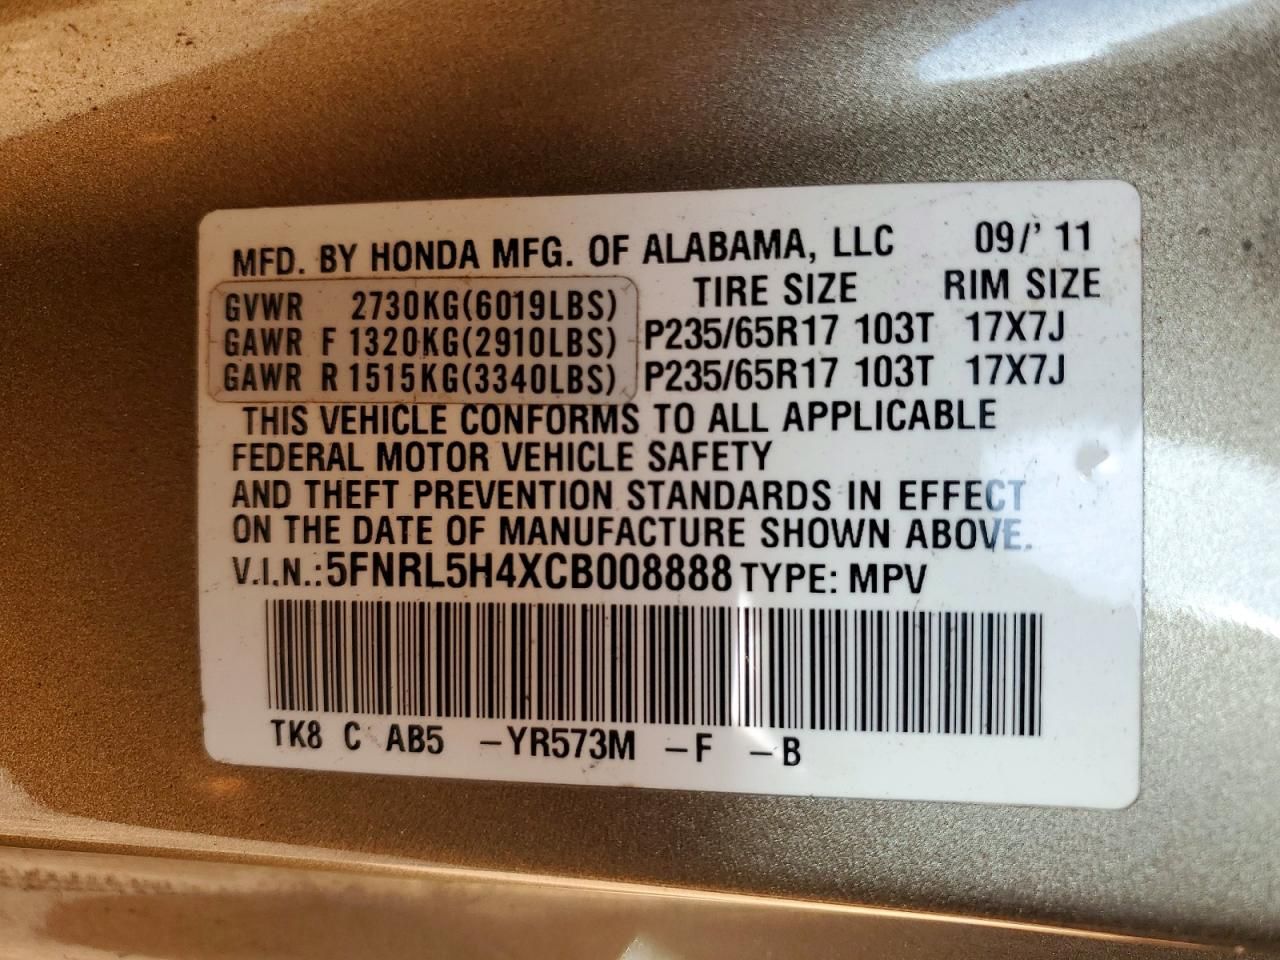 MFD. BY HONDA MFG. OF ALABAMA, LLC 09/' 11
TIRE SIZE RIM SIZE
GVWR 2730KG(6019LBS)
GAWR F 1320KG(2910LBS) P235/65R17 103T 17X7J
GAWR R 1515KG(3340LBS) P235/65R17 103T 17X7J
THIS VEHICLE CONFORMS TO ALL APPLICABLE
FEDERAL MOTOR VEHICLE SAFETY
AND THEFT PREVENTION STANDARDS IN EFFECT
ON THE DATE OF MANUFACTURE SHOWN ABOVE.
V.I.N.:5FNRL5H4XCB008888 TYPE: MPV
TK8 C AB5 –YR573M –F –B